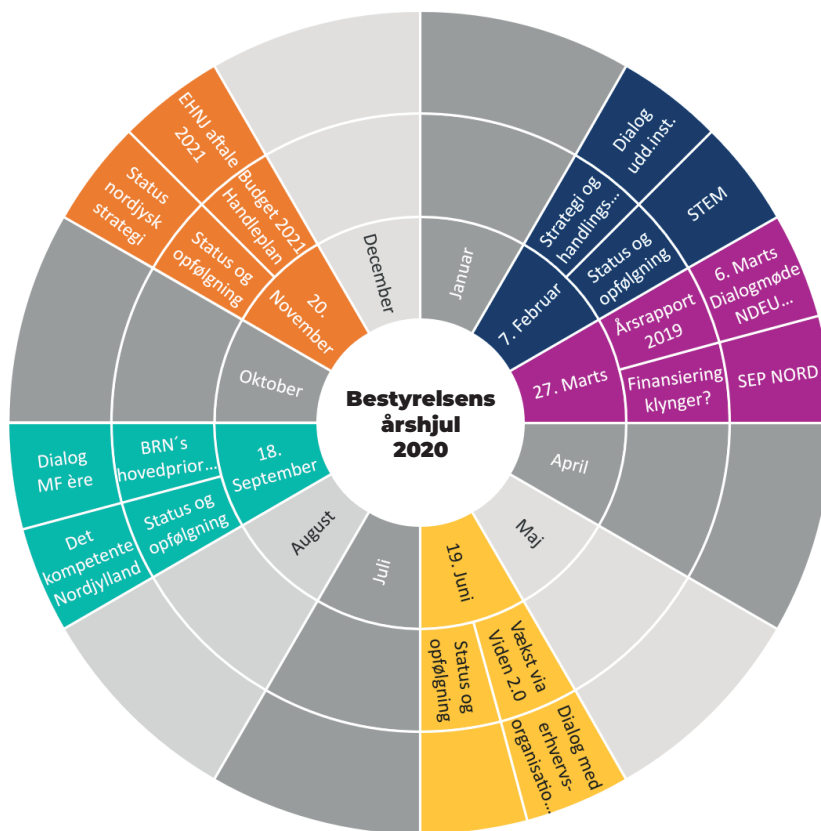 Bestyrelsens
årshjul
2020
Januar
7. Februar
Strategi og
handlings...
Status og
opfølgning
Dialog
udd.inst.
STEM
27. Marts
Årsrapport
2019
Finansiering
klynger?
6. Marts
Dialogmøde
NDEU...
SEP NORD
April
Maj
19. Juni
Vækst via
Viden 2.0
Status og
opfølgning
Dialog med
erhvervs-
organisatio...
Juli
August
18.
September
Status og
opfølgning
BRN´s
hovedprior...
Det
kompetente
Nordjylland
Dialog
MF ère
Oktober
20.
November
Status og
opfølgning
Budget 2021
Handleplan
Status
nordjysk
strategi
EHNJ aftale
2021
December